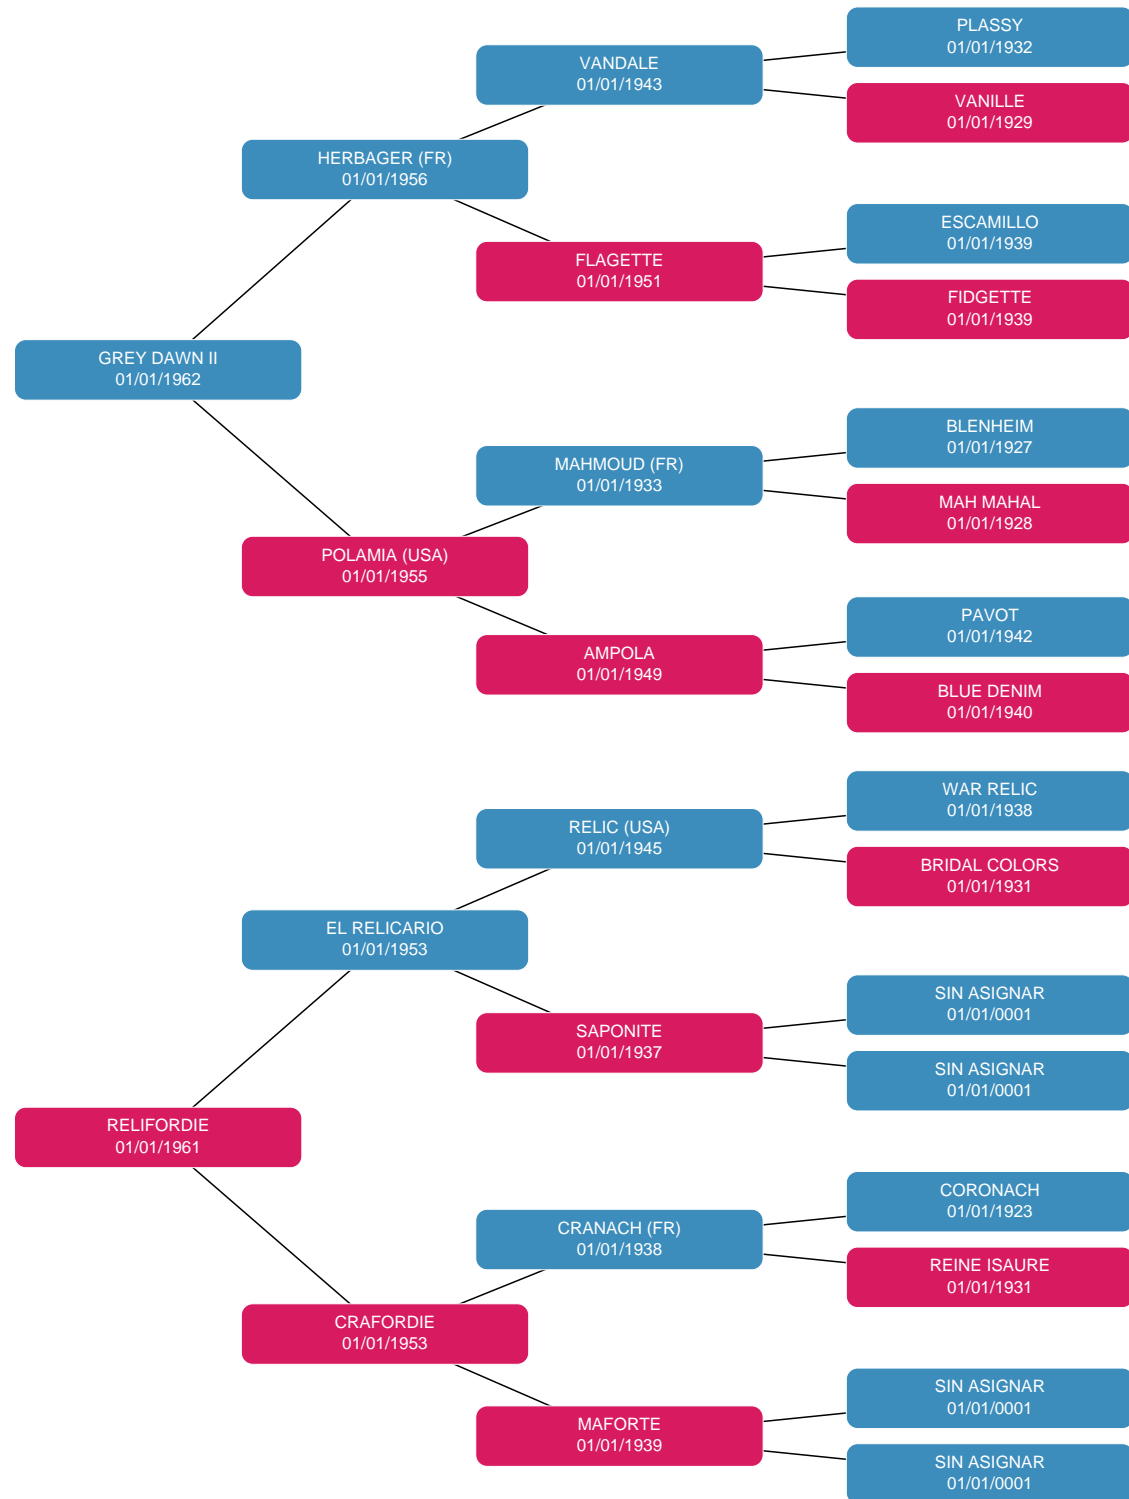 PLASSY
01/01/1932
VANDALE
01/01/1943
VANILLE
01/01/1929
HERBAGER (FR)
01/01/1956
ESCAMILLO
01/01/1939
FLAGETTE
01/01/1951
FIDGETTE
01/01/1939
GREY DAWN II
01/01/1962
BLENHEIM
01/01/1927
MAHMOUD (FR)
01/01/1933
MAH MAHAL
01/01/1928
POLAMIA (USA)
01/01/1955
PAVOT
01/01/1942
AMPOLA
01/01/1949
BLUE DENIM
01/01/1940
WAR RELIC
01/01/1938
RELIC (USA)
01/01/1945
BRIDAL COLORS
01/01/1931
EL RELICARIO
01/01/1953
SIN ASIGNAR
01/01/0001
SAPONITE
01/01/1937
SIN ASIGNAR
01/01/0001
RELIFORDIE
01/01/1961
CORONACH
01/01/1923
CRANACH (FR)
01/01/1938
REINE ISAURE
01/01/1931
CRAFORDIE
01/01/1953
SIN ASIGNAR
01/01/0001
MAFORTE
01/01/1939
SIN ASIGNAR
01/01/0001